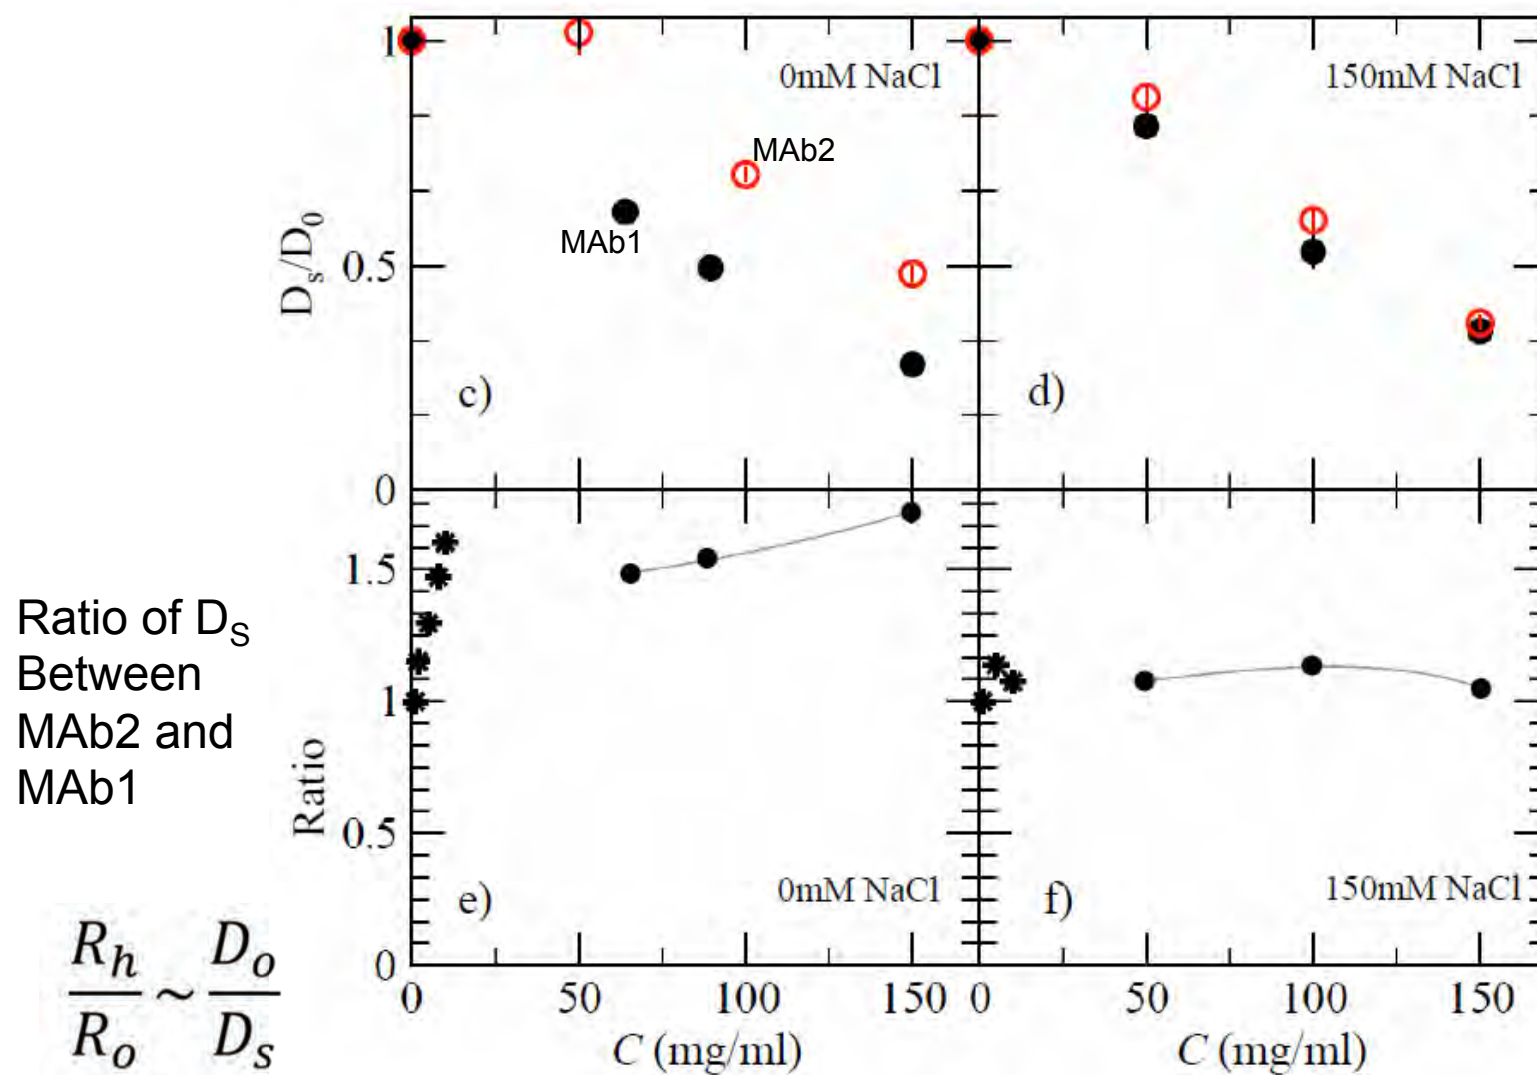 1
0mM NaCl
150mM NaCl
MAb2
MAb1
D_s/D_0
0.5
c)
d)
0
Ratio of D_S
Between
MAb2 and
MAb1
1.5
1
Ratio
0.5
0mM NaCl
150mM NaCl
e)
f)
0
R_h/R_o ~ D_o/D_s
0 50 100 150 0 50 100 150
C (mg/ml) C (mg/ml)